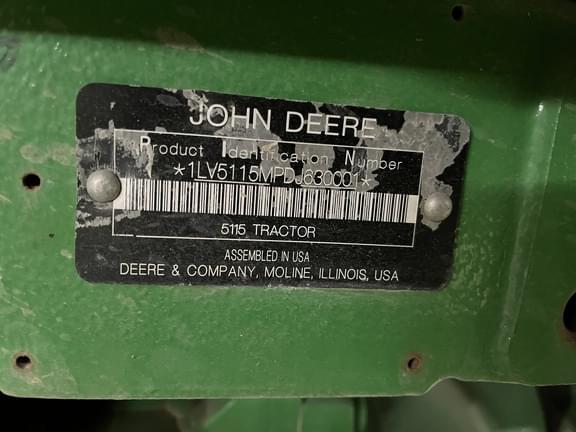 JOHN DEERE
Product Identification Number
*1LV5115MPDJ630001*
5115 TRACTOR
ASSEMBLED IN USA
DEERE & COMPANY, MOLINE, ILLINOIS, USA